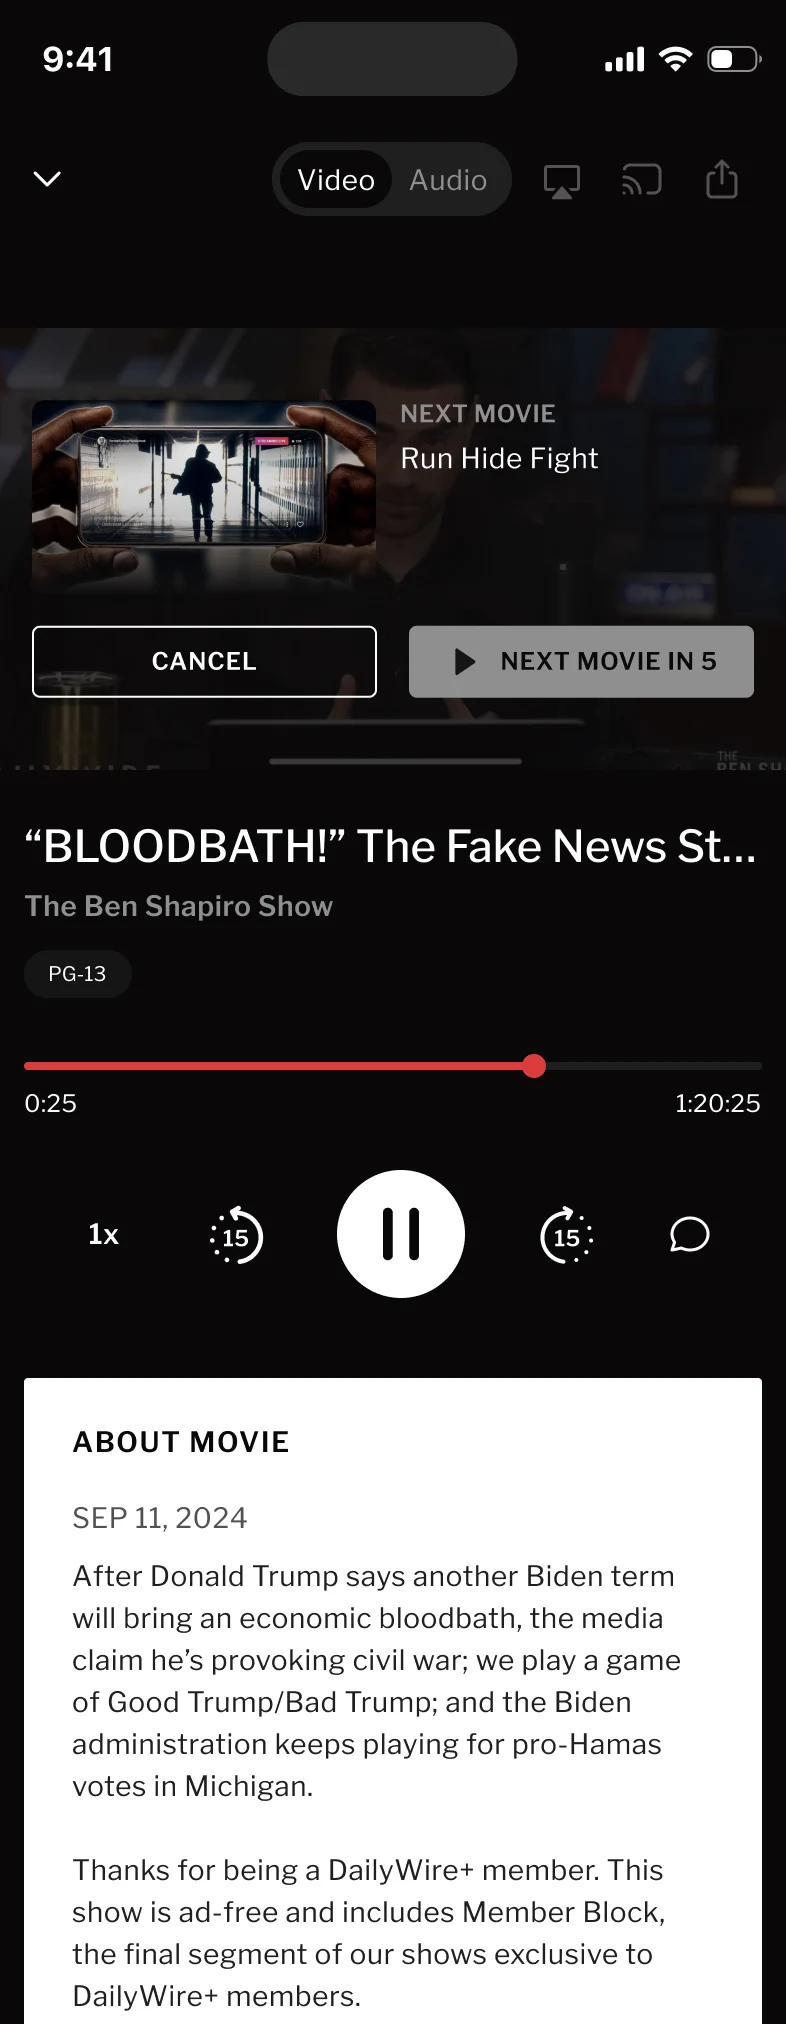 9:41
Video Audio
NEXT MOVIE
Run Hide Fight
CANCEL
NEXT MOVIE IN 5
THE
BEN SH
“BLOODBATH!” The Fake News St...
The Ben Shapiro Show
PG-13
0:25
1:20:25
1x
15
15
ABOUT MOVIE
SEP 11, 2024
After Donald Trump says another Biden term
will bring an economic bloodbath, the media
claim he’s provoking civil war; we play a game
of Good Trump/Bad Trump; and the Biden
administration keeps playing for pro-Hamas
votes in Michigan.
Thanks for being a DailyWire+ member. This
show is ad-free and includes Member Block,
the final segment of our shows exclusive to
DailyWire+ members.